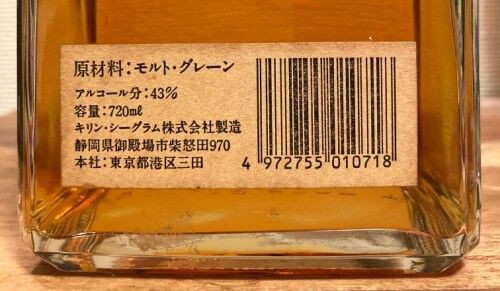 原材料：モルト・グレーン
アルコール分：43%
容量：720mℓ
キリン・シーグラム株式会社製造
静岡県御殿場市柴怒田970
本社：東京都港区三田
4 972755 010718